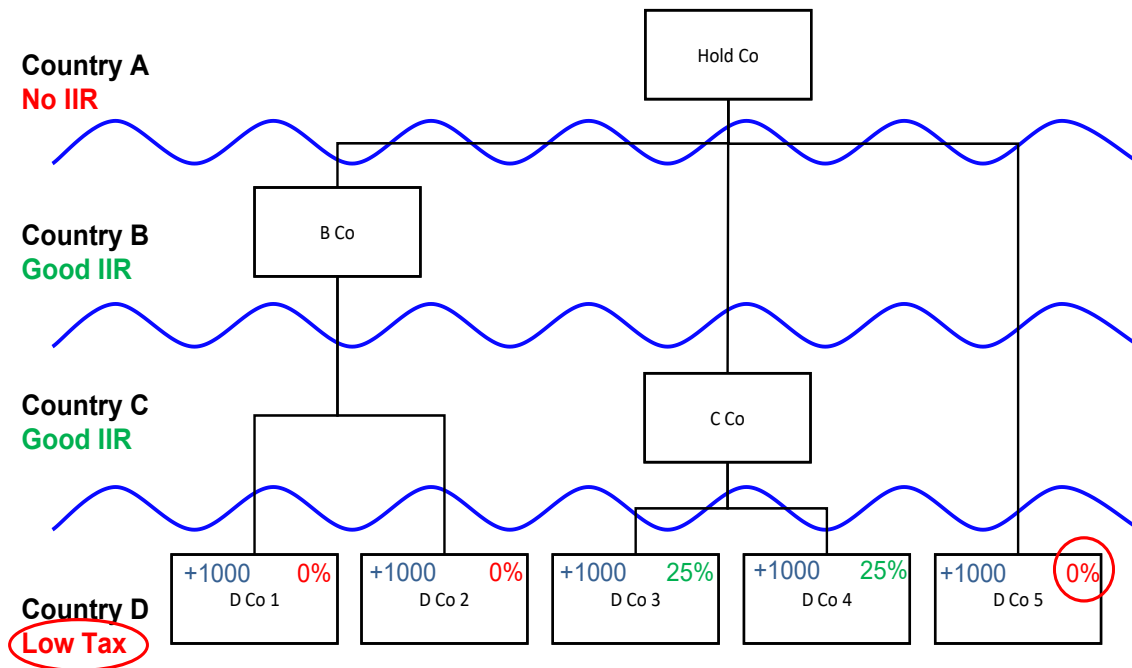 Hold Co
Country A
No IIR
B Co
Country B
Good IIR
Country C
Good IIR
C Co
+1000 0%
D Co 1
+1000 0%
D Co 2
+1000 25%
D Co 3
+1000 25%
D Co 4
+1000 0%
D Co 5
Country D
Low Tax